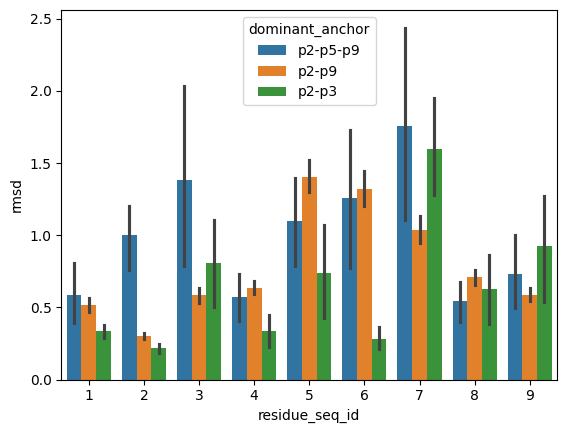 dominant_anchor
p2-p5-p9
p2-p9
p2-p3
2.5
2.0
1.5
1.0
0.5
0.0
rmsd
1 2 3 4 5 6 7 8 9
residue_seq_id